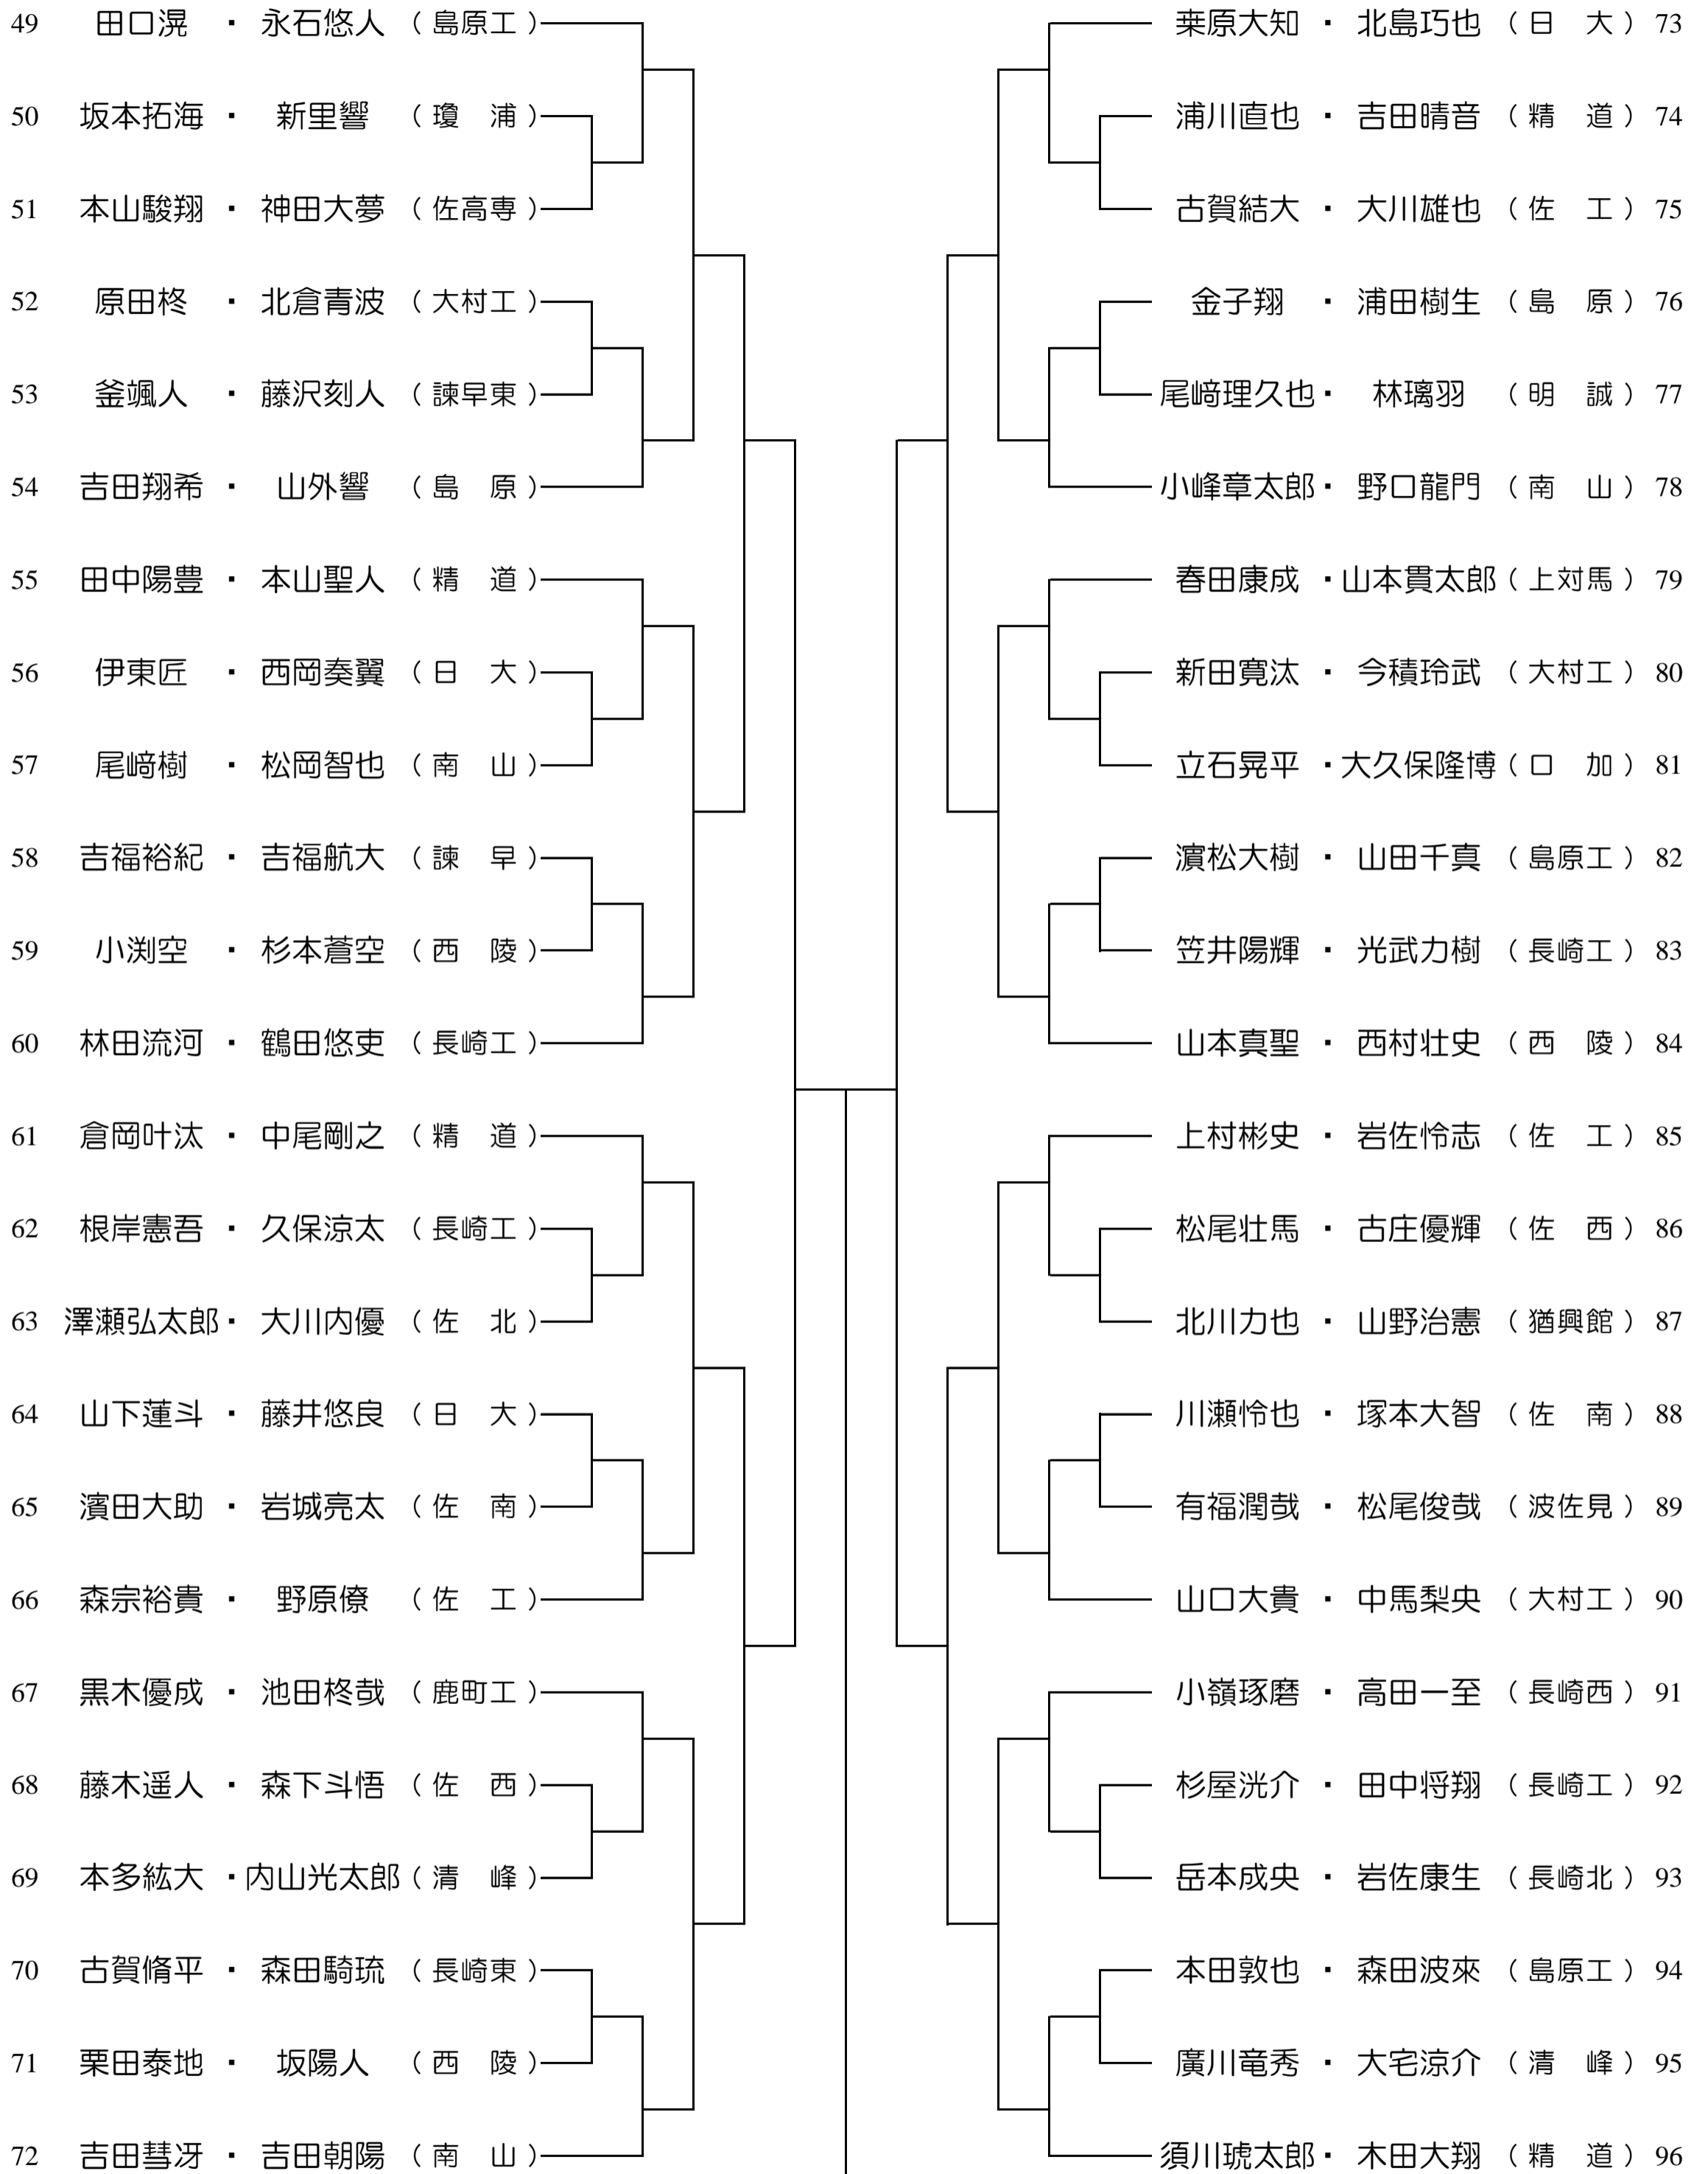 49 田口滉 ・ 永石悠人 （ 島原工 ）
50 坂本拓海 ・ 新里響 （ 瓊 浦 ）
51 本山駿翔 ・ 神田大夢 （ 佐高専 ）
52 原田柊 ・ 北倉青波 （ 大村工 ）
53 釜颯人 ・ 藤沢刻人 （ 諫早東 ）
54 吉田翔希 ・ 山外響 （ 島 原 ）
55 田中陽豊 ・ 本山聖人 （ 精 道 ）
56 伊東匠 ・ 西岡奏翼 （ 日 大 ）
57 尾﨑樹 ・ 松岡智也 （ 南 山 ）
58 吉福裕紀 ・ 吉福航大 （ 諫 早 ）
59 小渕空 ・ 杉本蒼空 （ 西 陵 ）
60 林田流河 ・ 鶴田悠吏 （ 長崎工 ）
61 倉岡叶汰 ・ 中尾剛之 （ 精 道 ）
62 根岸憲吾 ・ 久保涼太 （ 長崎工 ）
63 澤瀬弘太郎 ・ 大川内優 （ 佐 北 ）
64 山下蓮斗 ・ 藤井悠良 （ 日 大 ）
65 濱田大助 ・ 岩城亮太 （ 佐 南 ）
66 森宗裕貴 ・ 野原僚 （ 佐 工 ）
67 黒木優成 ・ 池田柊哉 （ 鹿町工 ）
68 藤木遥人 ・ 森下斗悟 （ 佐 西 ）
69 本多紘大 ・ 内山光太郎 （ 清 峰 ）
70 古賀脩平 ・ 森田騎琉 （ 長崎東 ）
71 栗田泰地 ・ 坂陽人 （ 西 陵 ）
72 吉田彗冴 ・ 吉田朝陽 （ 南 山 ）
桒原大知 ・ 北島巧也 （ 日 大 ） 73
浦川直也 ・ 吉田晴音 （ 精 道 ） 74
古賀結大 ・ 大川雄也 （ 佐 工 ） 75
金子翔 ・ 浦田樹生 （ 島 原 ） 76
尾﨑理久也 ・ 林璃羽 （ 明 誠 ） 77
小峰章太郎 ・ 野口龍門 （ 南 山 ） 78
春田康成 ・ 山本貫太郎 （ 上対馬 ） 79
新田寛汰 ・ 今積玲武 （ 大村工 ） 80
立石晃平 ・ 大久保隆博 （ 口 加 ） 81
濵松大樹 ・ 山田千真 （ 島原工 ） 82
笠井陽輝 ・ 光武力樹 （ 長崎工 ） 83
山本真聖 ・ 西村壮史 （ 西 陵 ） 84
上村彬史 ・ 岩佐怜志 （ 佐 工 ） 85
松尾壮馬 ・ 古庄優輝 （ 佐 西 ） 86
北川力也 ・ 山野治憲 （ 猶興館 ） 87
川瀬怜也 ・ 塚本大智 （ 佐 南 ） 88
有福潤哉 ・ 松尾俊哉 （ 波佐見 ） 89
山口大貴 ・ 中馬梨央 （ 大村工 ） 90
小嶺琢磨 ・ 高田一至 （ 長崎西 ） 91
杉屋洸介 ・ 田中将翔 （ 長崎工 ） 92
岳本成央 ・ 岩佐康生 （ 長崎北 ） 93
本田敦也 ・ 森田波來 （ 島原工 ） 94
廣川竜秀 ・ 大宅涼介 （ 清 峰 ） 95
須川琥太郎 ・ 木田大翔 （ 精 道 ） 96